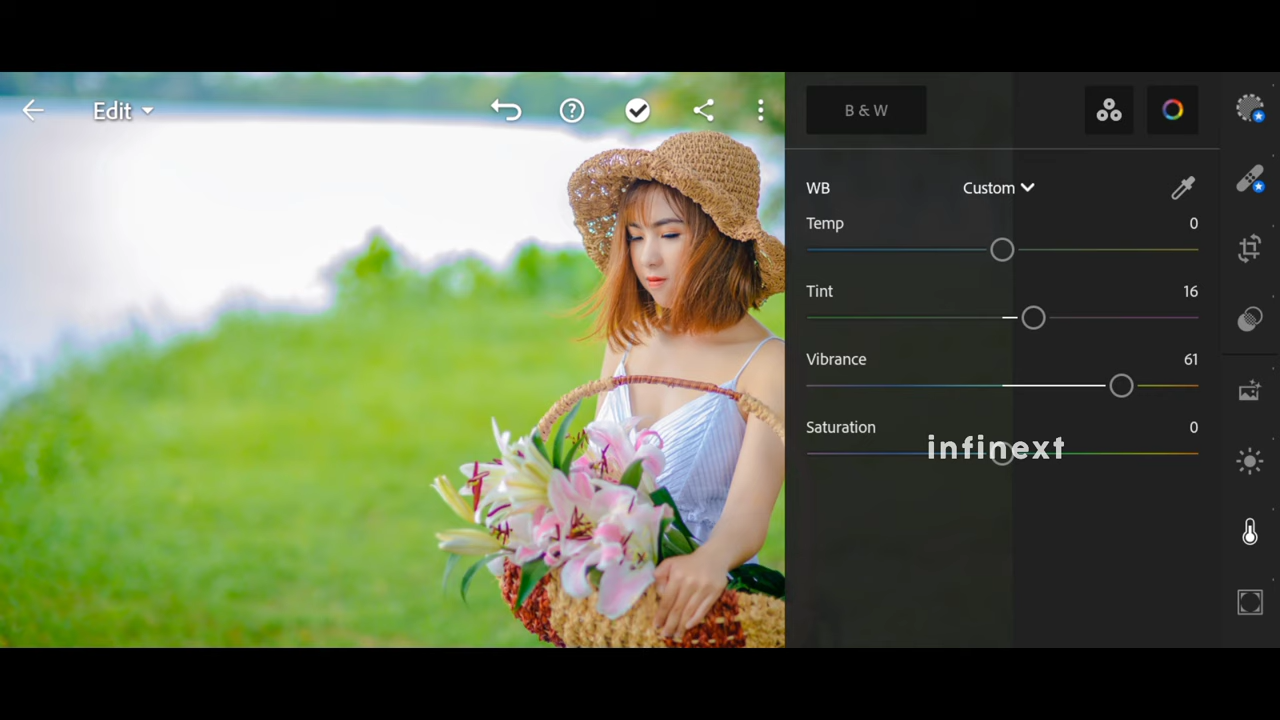 Edit
B & W
WB Custom
Temp 0
Tint 16
Vibrance 61
Saturation 0
infinext